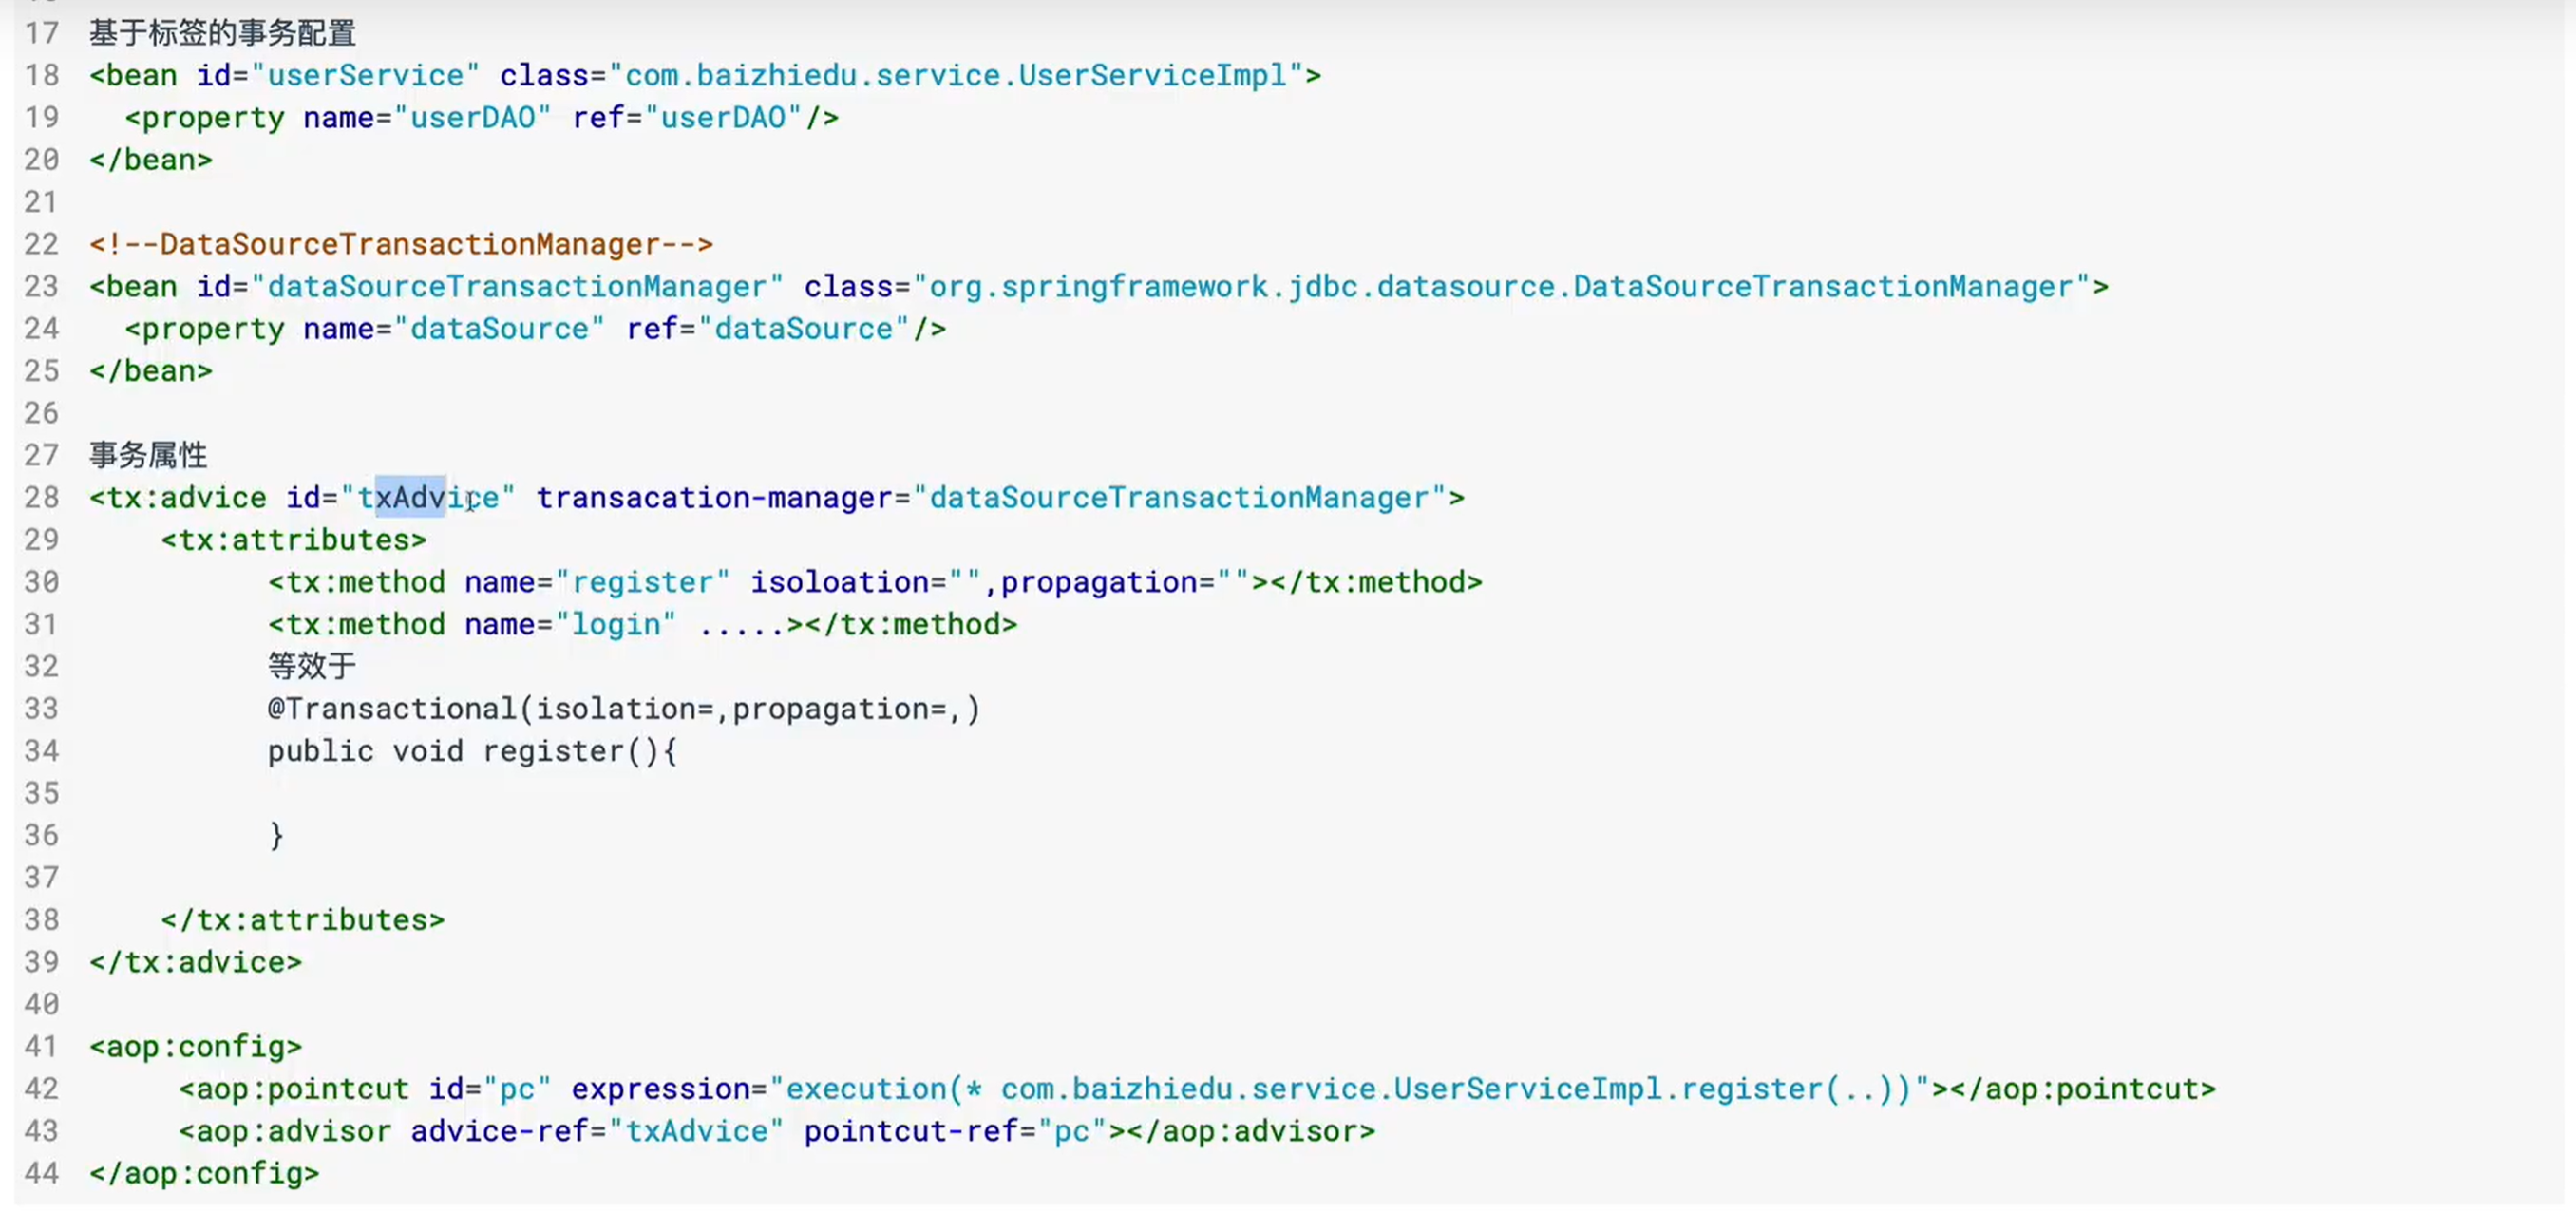 17 基于标签的事务配置
18 <bean id="userService" class="com.baizhiedu.service.UserServiceImpl">
19 <property name="userDAO" ref="userDAO"/>
20 </bean>
21
22 <!--DataSourceTransactionManager-->
23 <bean id="dataSourceTransactionManager" class="org.springframework.jdbc.datasource.DataSourceTransactionManager">
24 <property name="dataSource" ref="dataSource"/>
25 </bean>
26
27 事务属性
28 <tx:advice id="txAdvice" transacation-manager="dataSourceTransactionManager">
29 <tx:attributes>
30 <tx:method name="register" isoloation="",propagation=""></tx:method>
31 <tx:method name="login" .....></tx:method>
32 等效于
33 @Transactional(isolation=,propagation=,)
34 public void register(){
35
36 }
37
38 </tx:attributes>
39 </tx:advice>
40
41 <aop:config>
42 <aop:pointcut id="pc" expression="execution(* com.baizhiedu.service.UserServiceImpl.register(..))"></aop:pointcut>
43 <aop:advisor advice-ref="txAdvice" pointcut-ref="pc"></aop:advisor>
44 </aop:config>